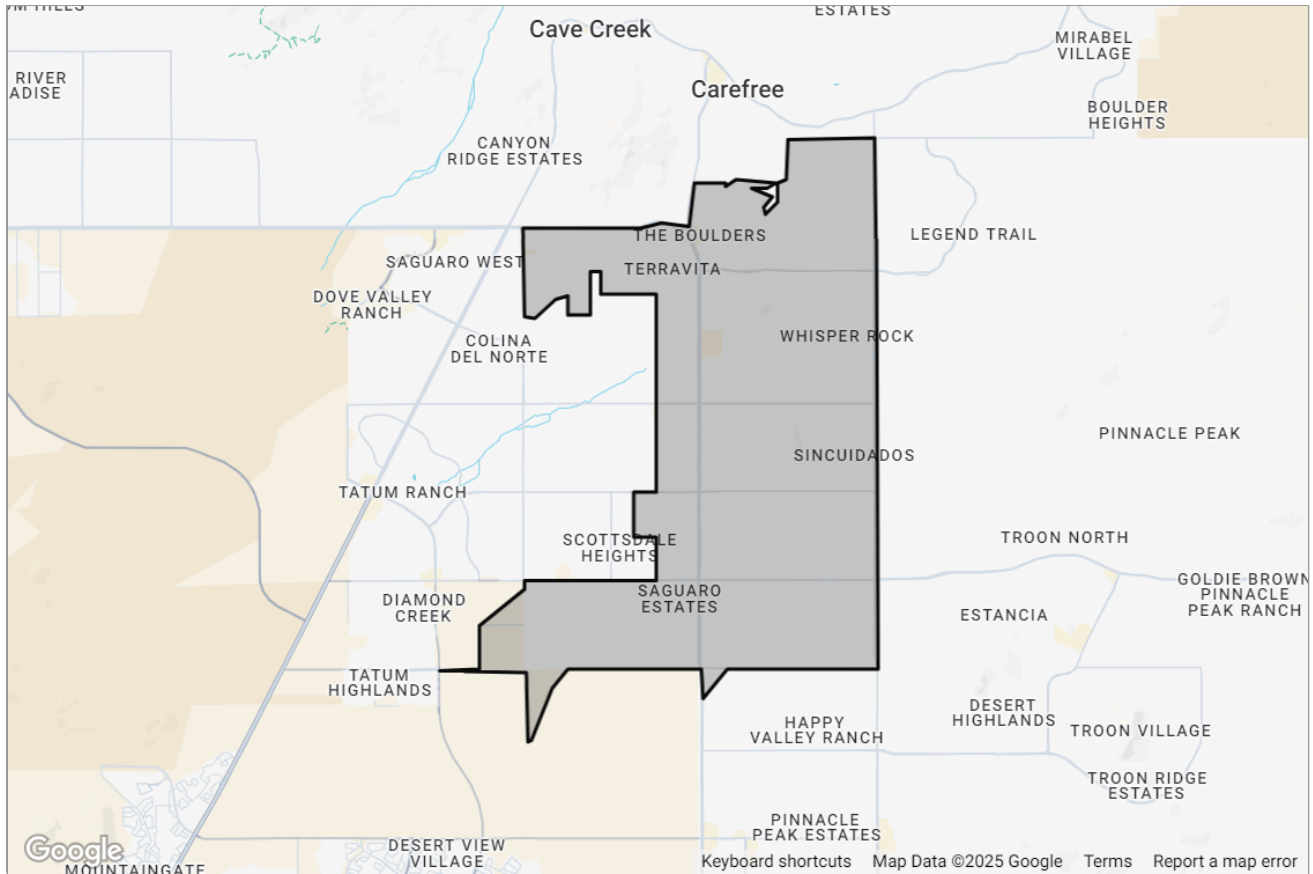 ESTATES
Cave Creek
MIRABEL
VILLAGE
RIVER
Carefree
BOULDER
HEIGHTS
CANYON
RIDGE ESTATES
THE BOULDERS
LEGEND TRAIL
SAGUARO WEST
TERRAVITA
DOVE VALLEY
RANCH
COLINA
DEL NORTE
WHISPER ROCK
PINNACLE PEAK
SINCUIDADOS
TATUM RANCH
SCOTTSDALE
HEIGHTS
TROON NORTH
SAGUARO
ESTATES
DIAMOND
CREEK
GOLDIE BROWN
PINNACLE
PEAK RANCH
ESTANCIA
TATUM
HIGHLANDS
DESERT
HIGHLANDS
HAPPY
VALLEY RANCH
TROON VILLAGE
TROON RIDGE
ESTATES
PINNACLE
PEAK ESTATES
DESERT VIEW
VILLAGE
Google
MOUNTAINGATE
Keyboard shortcuts Map Data ©2025 Google Terms Report a map error